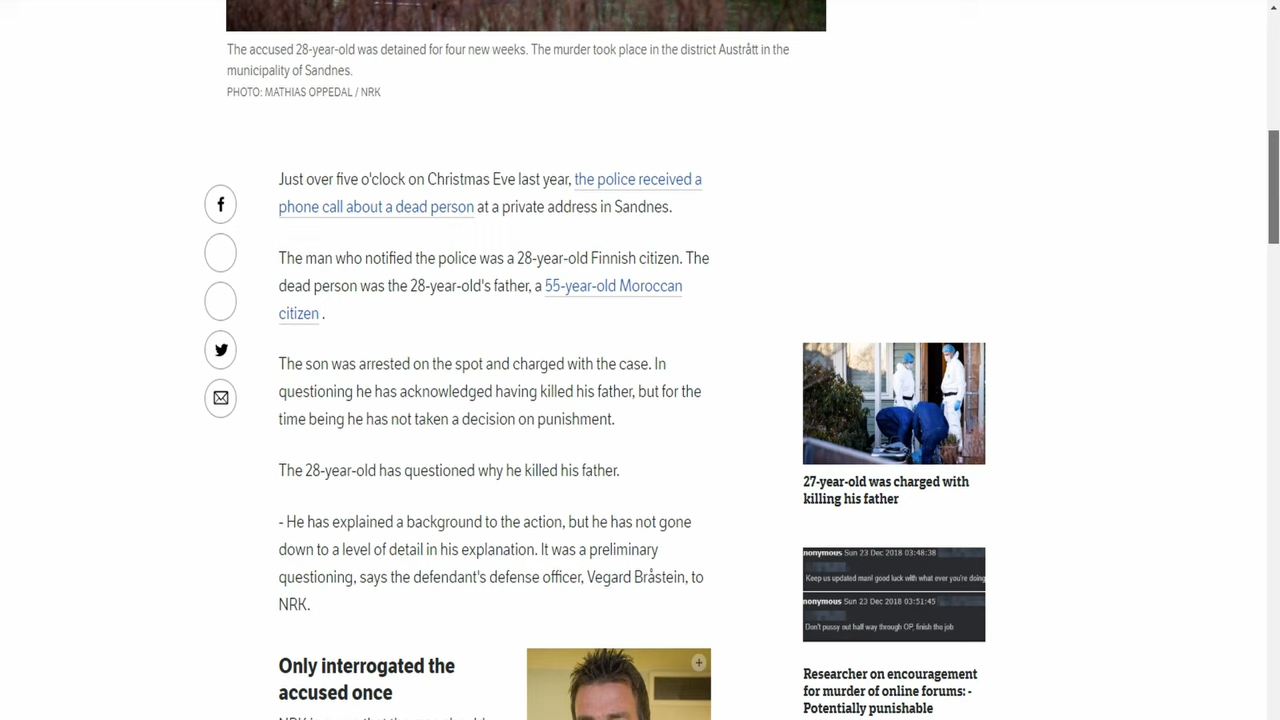 The accused 28-year-old was detained for four new weeks. The murder took place in the district Austrått in the
municipality of Sandnes.
PHOTO: MATHIAS OPPEDAL / NRK
Just over five o'clock on Christmas Eve last year, the police received a
phone call about a dead person at a private address in Sandnes.
The man who notified the police was a 28-year-old Finnish citizen. The
dead person was the 28-year-old's father, a 55-year-old Moroccan
citizen .
The son was arrested on the spot and charged with the case. In
questioning he has acknowledged having killed his father, but for the
time being he has not taken a decision on punishment.
The 28-year-old has questioned why he killed his father.
- He has explained a background to the action, but he has not gone
down to a level of detail in his explanation. It was a preliminary
questioning, says the defendant's defense officer, Vegard Bråstein, to
NRK.
Only interrogated the
accused once
27-year-old was charged with
killing his father
nonymous Sun 23 Dec 2018 03:48:38
Keep us updated man! good luck with what ever you're doing
nonymous Sun 23 Dec 2018 03:51:45
Don't pussy out half way through OP, finish the job
Researcher on encouragement
for murder of online forums: -
Potentially punishable